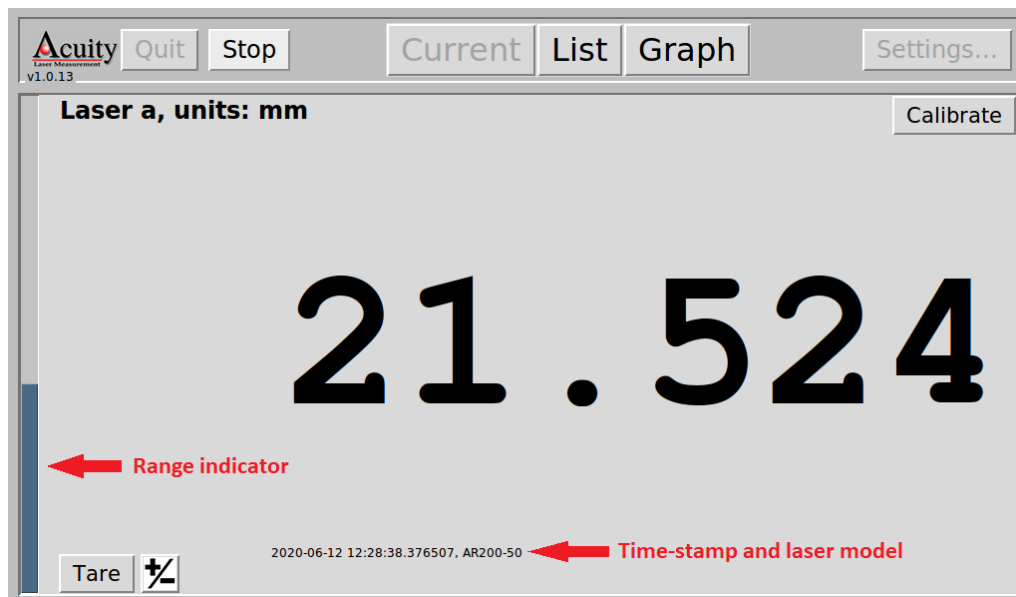 Acuity
Laser Measurement
v1.0.13
Quit
Stop
Current
List
Graph
Settings...
Laser a, units: mm
Calibrate
21.524
Range indicator
2020-06-12 12:28:38.376507, AR200-50
Time-stamp and laser model
Tare
+/-